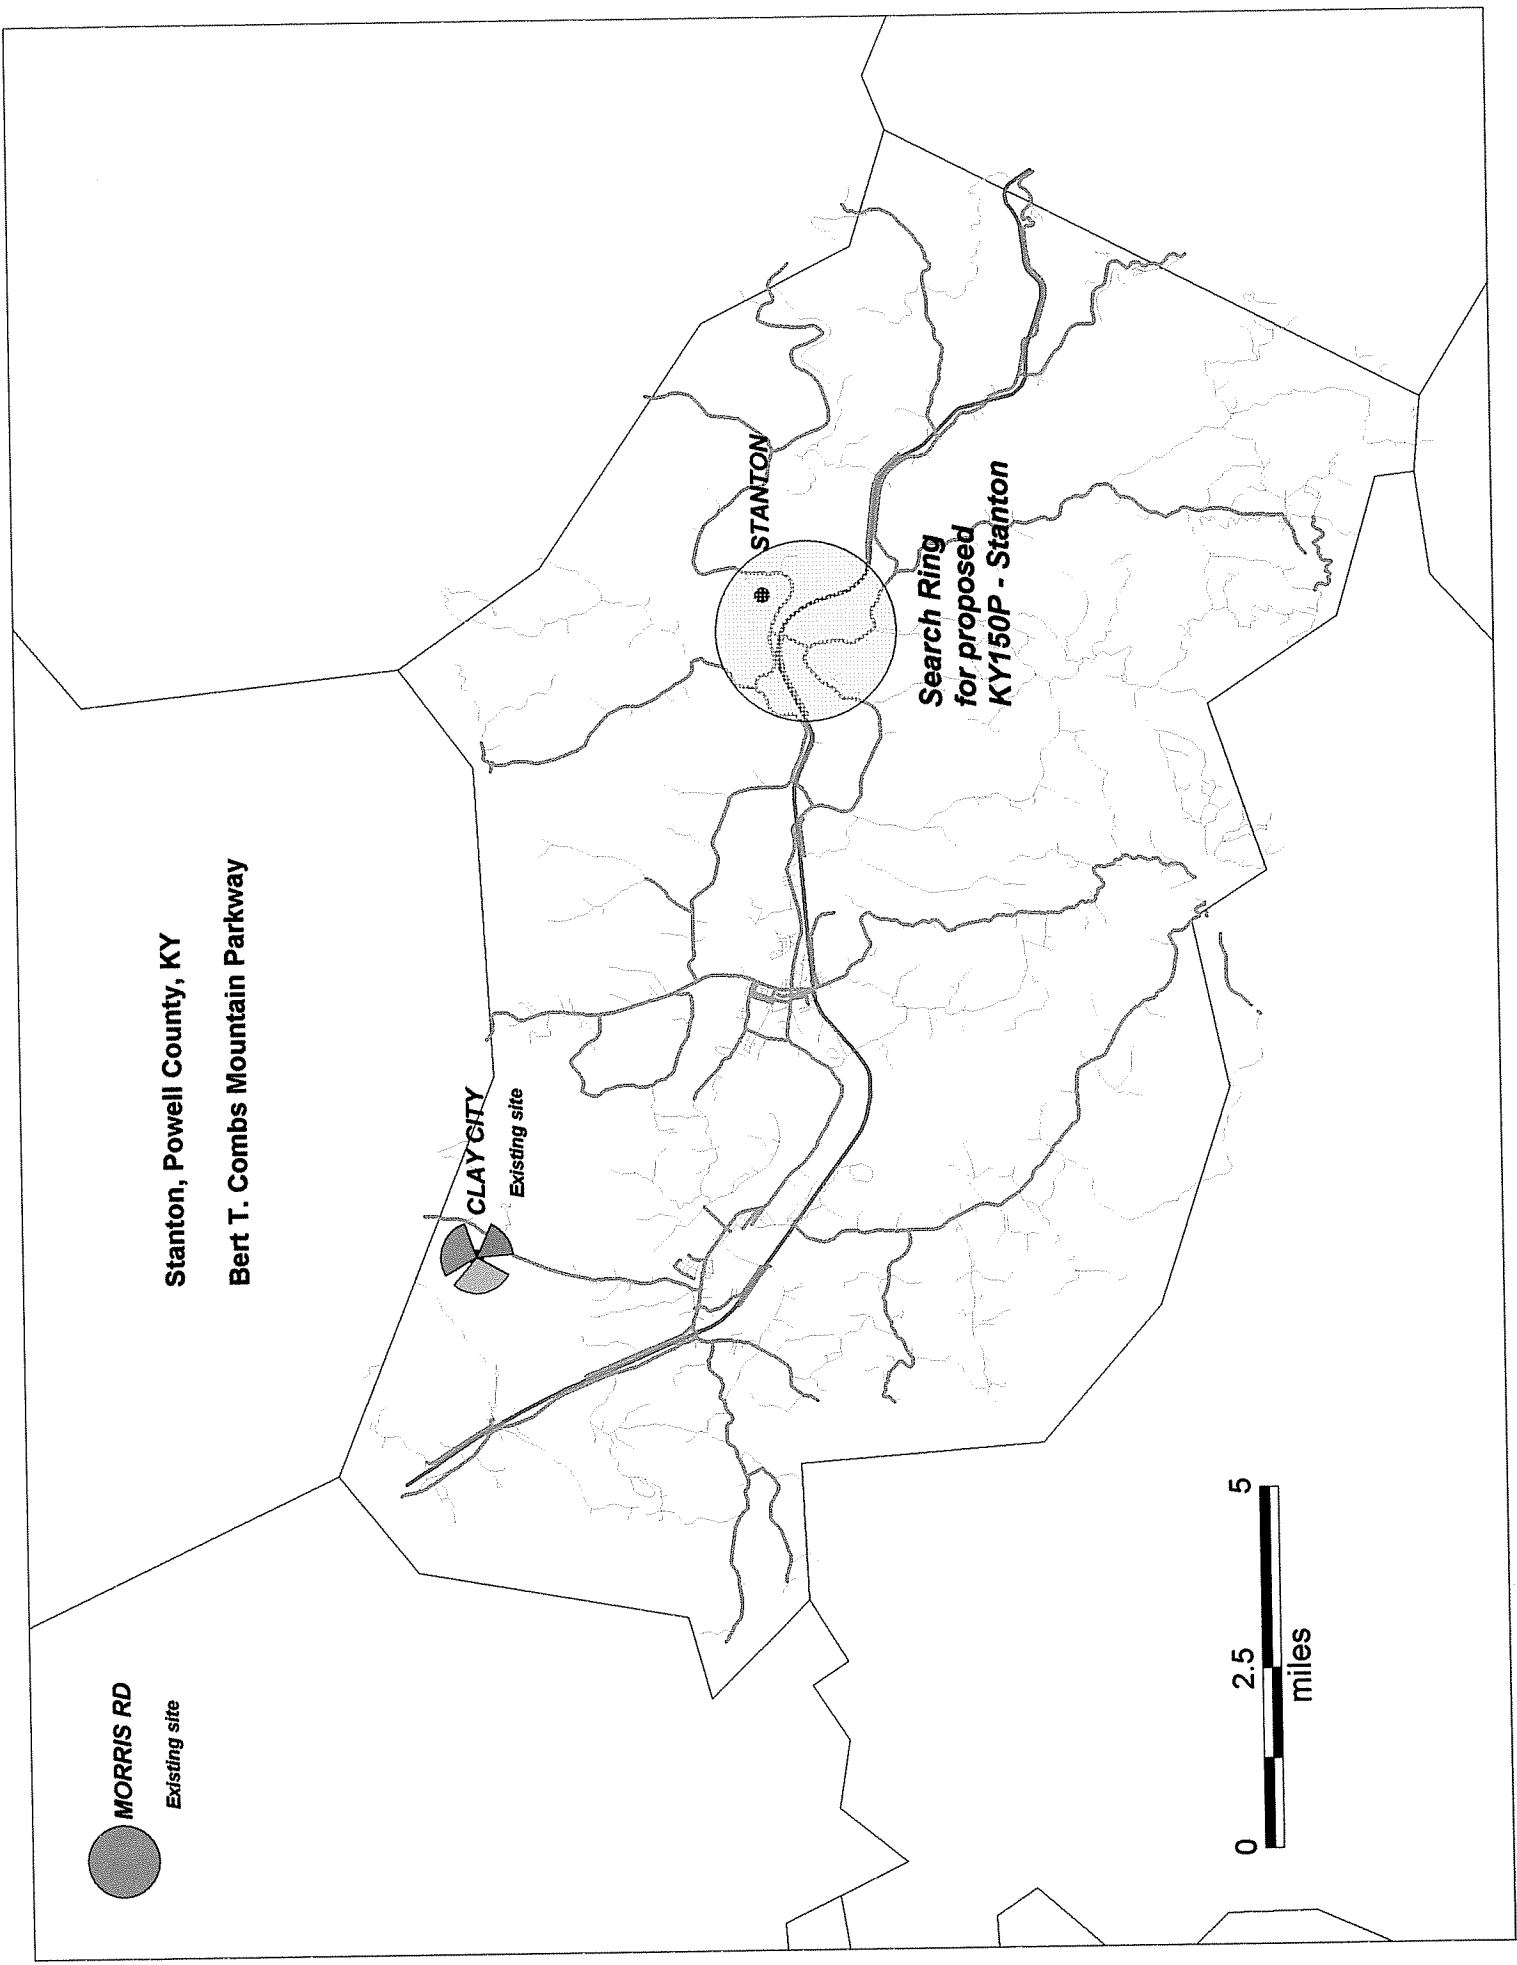 MORRIS RD
Existing site
Stanton, Powell County, KY
Bert T. Combs Mountain Parkway
CLAY CITY
Existing site
STANTON
Search Ring
for proposed
KY150P - Stanton
0 2.5 5
miles